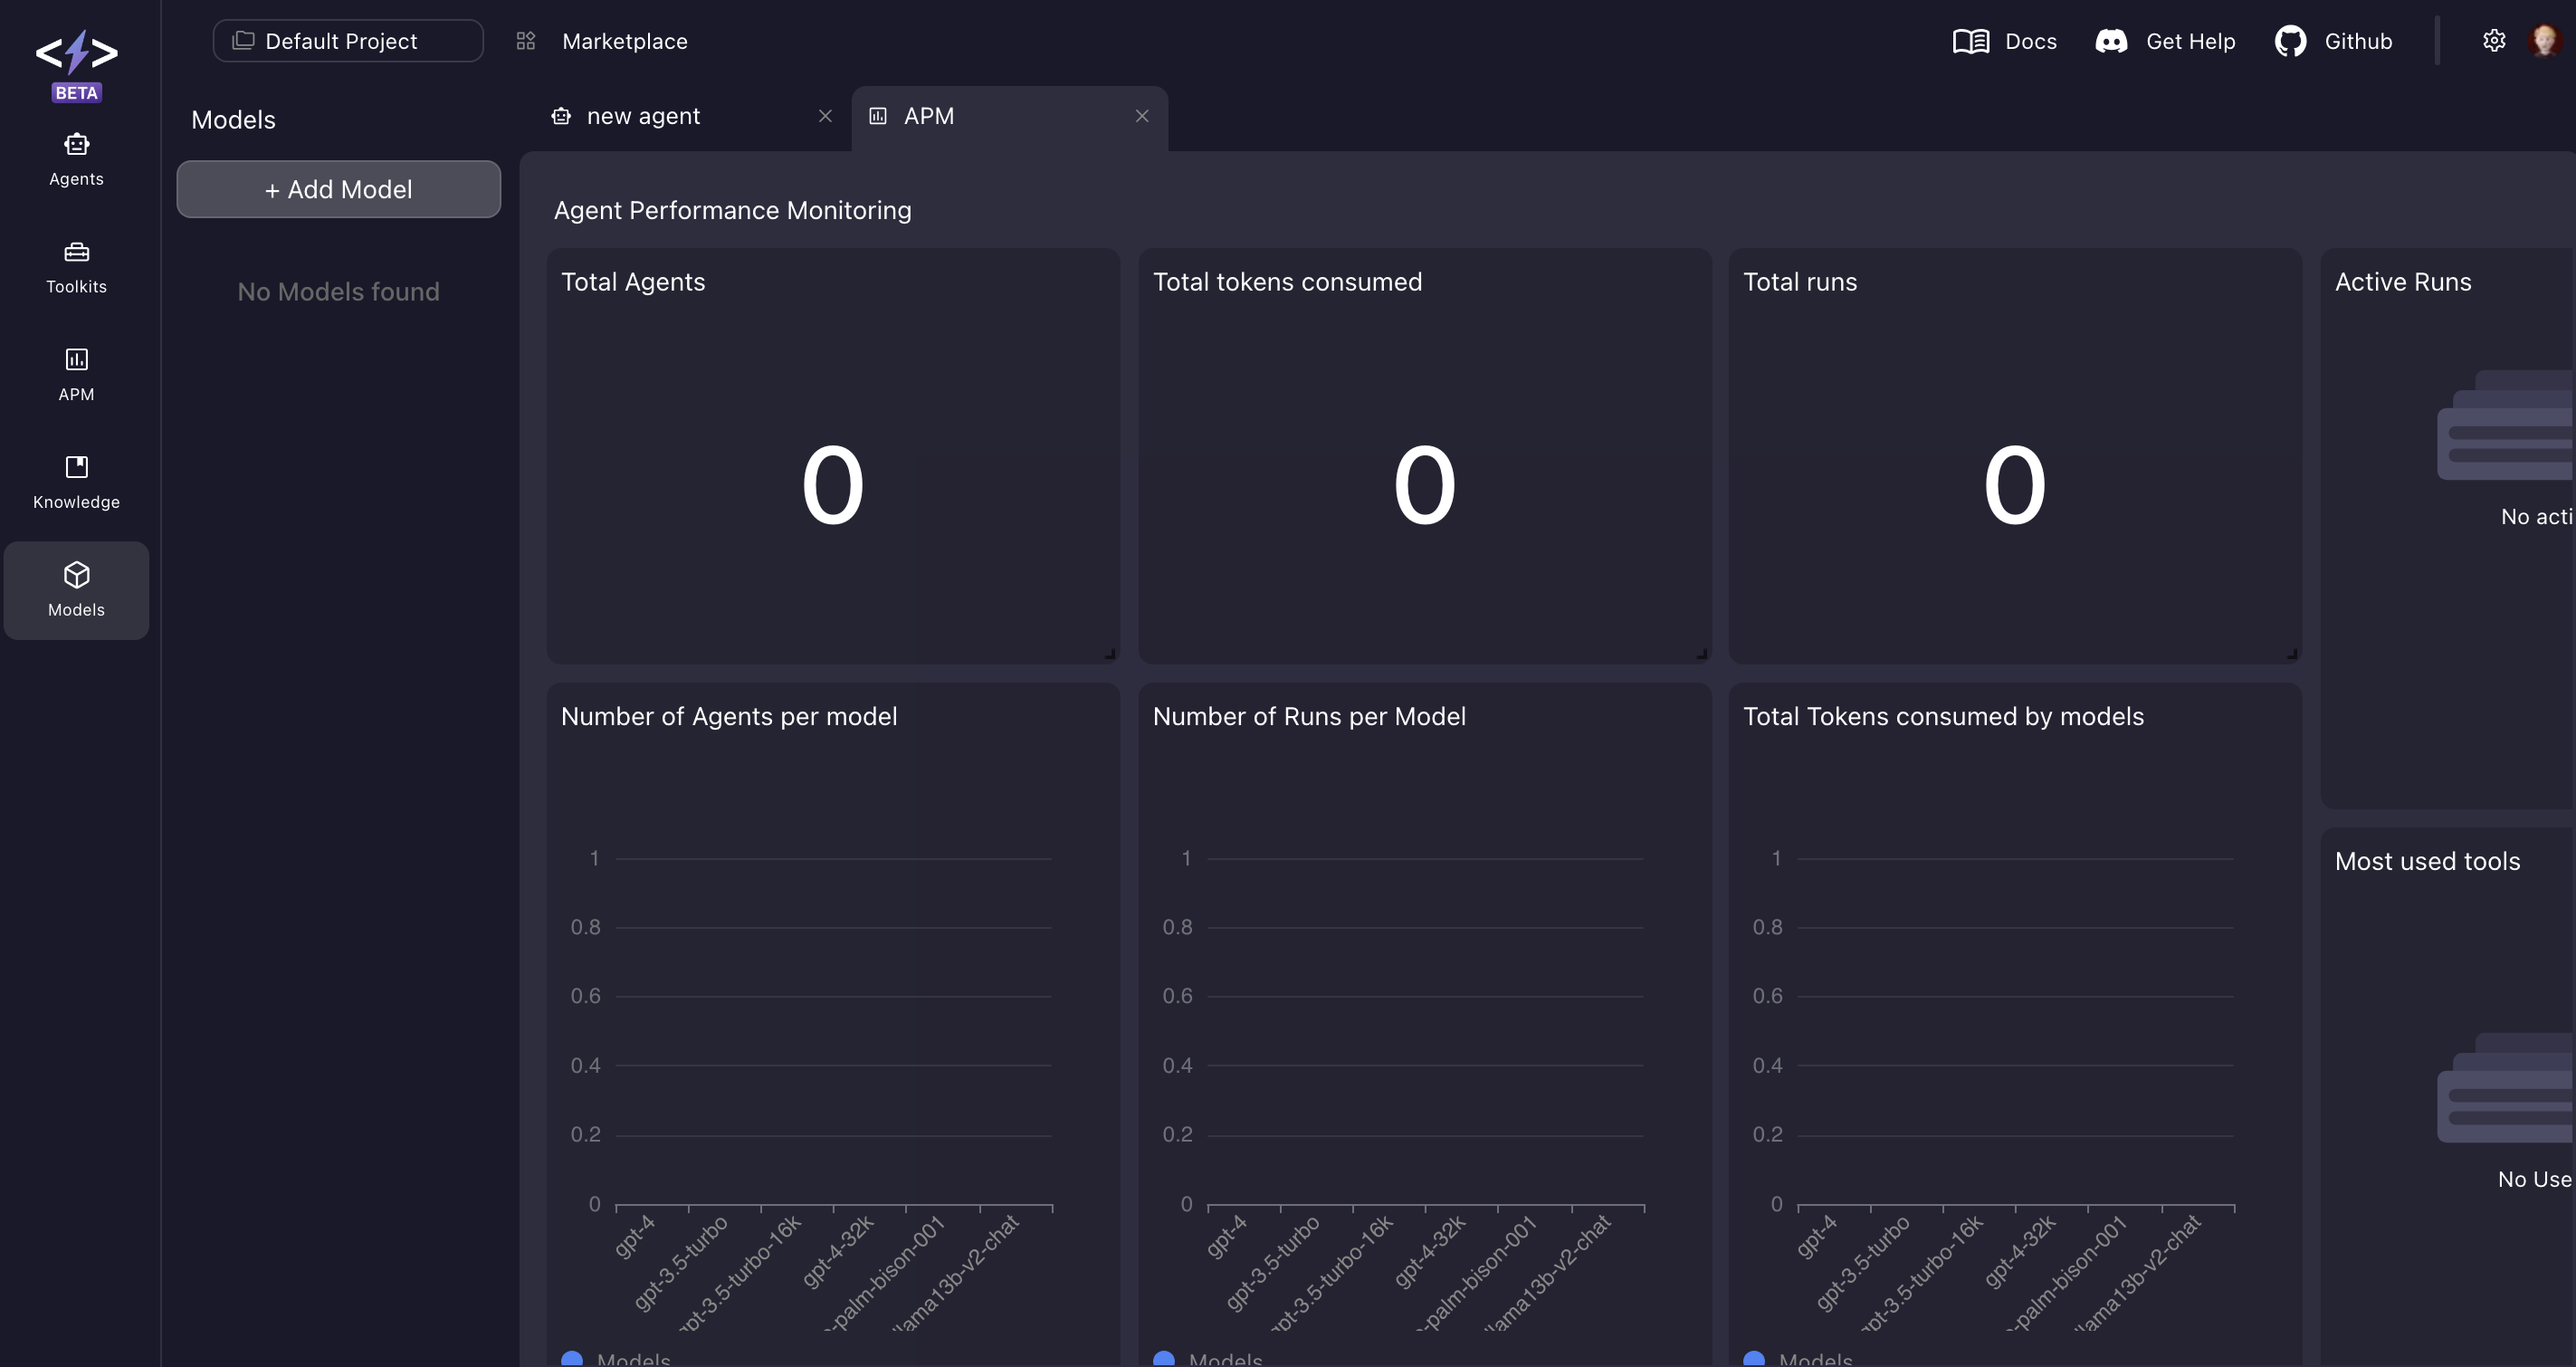 Default Project
Marketplace
Docs
Get Help
Github
BETA
Agents
Toolkits
APM
Knowledge
Models
Models
+ Add Model
No Models found
new agent
APM
Agent Performance Monitoring
Total Agents
0
Total tokens consumed
0
Total runs
0
Active Runs
No acti
Number of Agents per model
1
0.8
0.6
0.4
0.2
0
gpt-4
gpt-3.5-turbo
gpt-3.5-turbo-16k
gpt-4-32k
-palm-bison-001
llama13b-v2-chat
Models
Number of Runs per Model
1
0.8
0.6
0.4
0.2
0
gpt-4
gpt-3.5-turbo
gpt-3.5-turbo-16k
gpt-4-32k
-palm-bison-001
llama13b-v2-chat
Models
Total Tokens consumed by models
1
0.8
0.6
0.4
0.2
0
gpt-4
gpt-3.5-turbo
gpt-3.5-turbo-16k
gpt-4-32k
-palm-bison-001
llama13b-v2-chat
Models
Most used tools
No Use